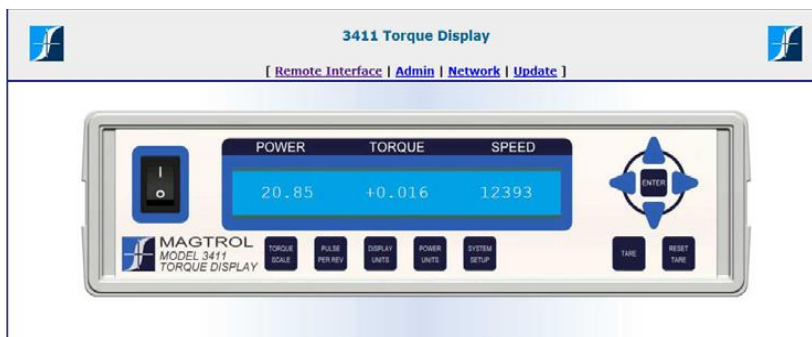 3411 Torque Display
[ Remote Interface | Admin | Network | Update ]
POWER TORQUE SPEED
20.85 +0.016 12393
I
O
ENTER
MAGTROL
MODEL 3411
TORQUE DISPLAY
TORQUE
SCALE
PULSE
PER REV
DISPLAY
UNITS
POWER
UNITS
SYSTEM
SETUP
TARE
RESET
TARE